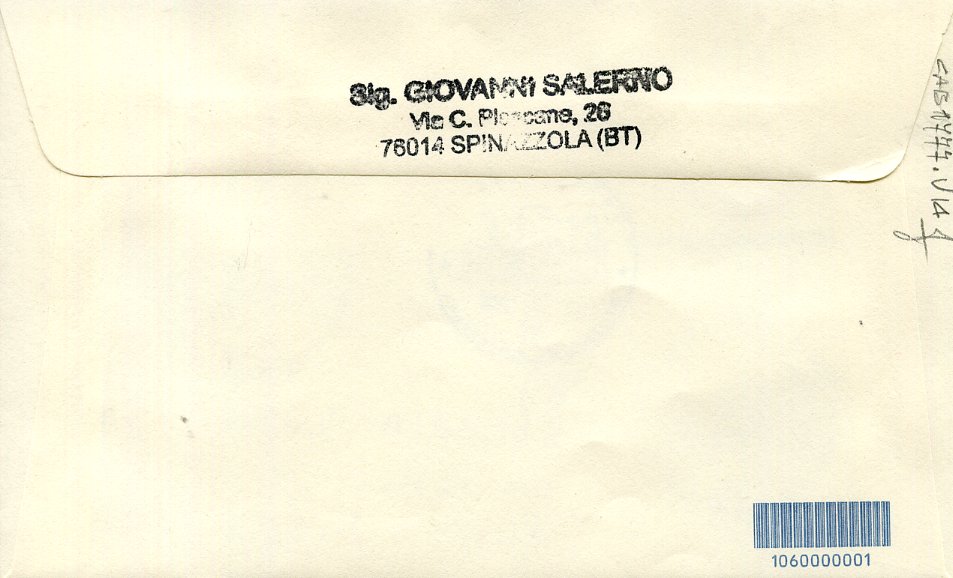 Sig. GIOVANNI SALERNO
Via C. 26
76014 SPINAZZOLA (BT)
1060000001